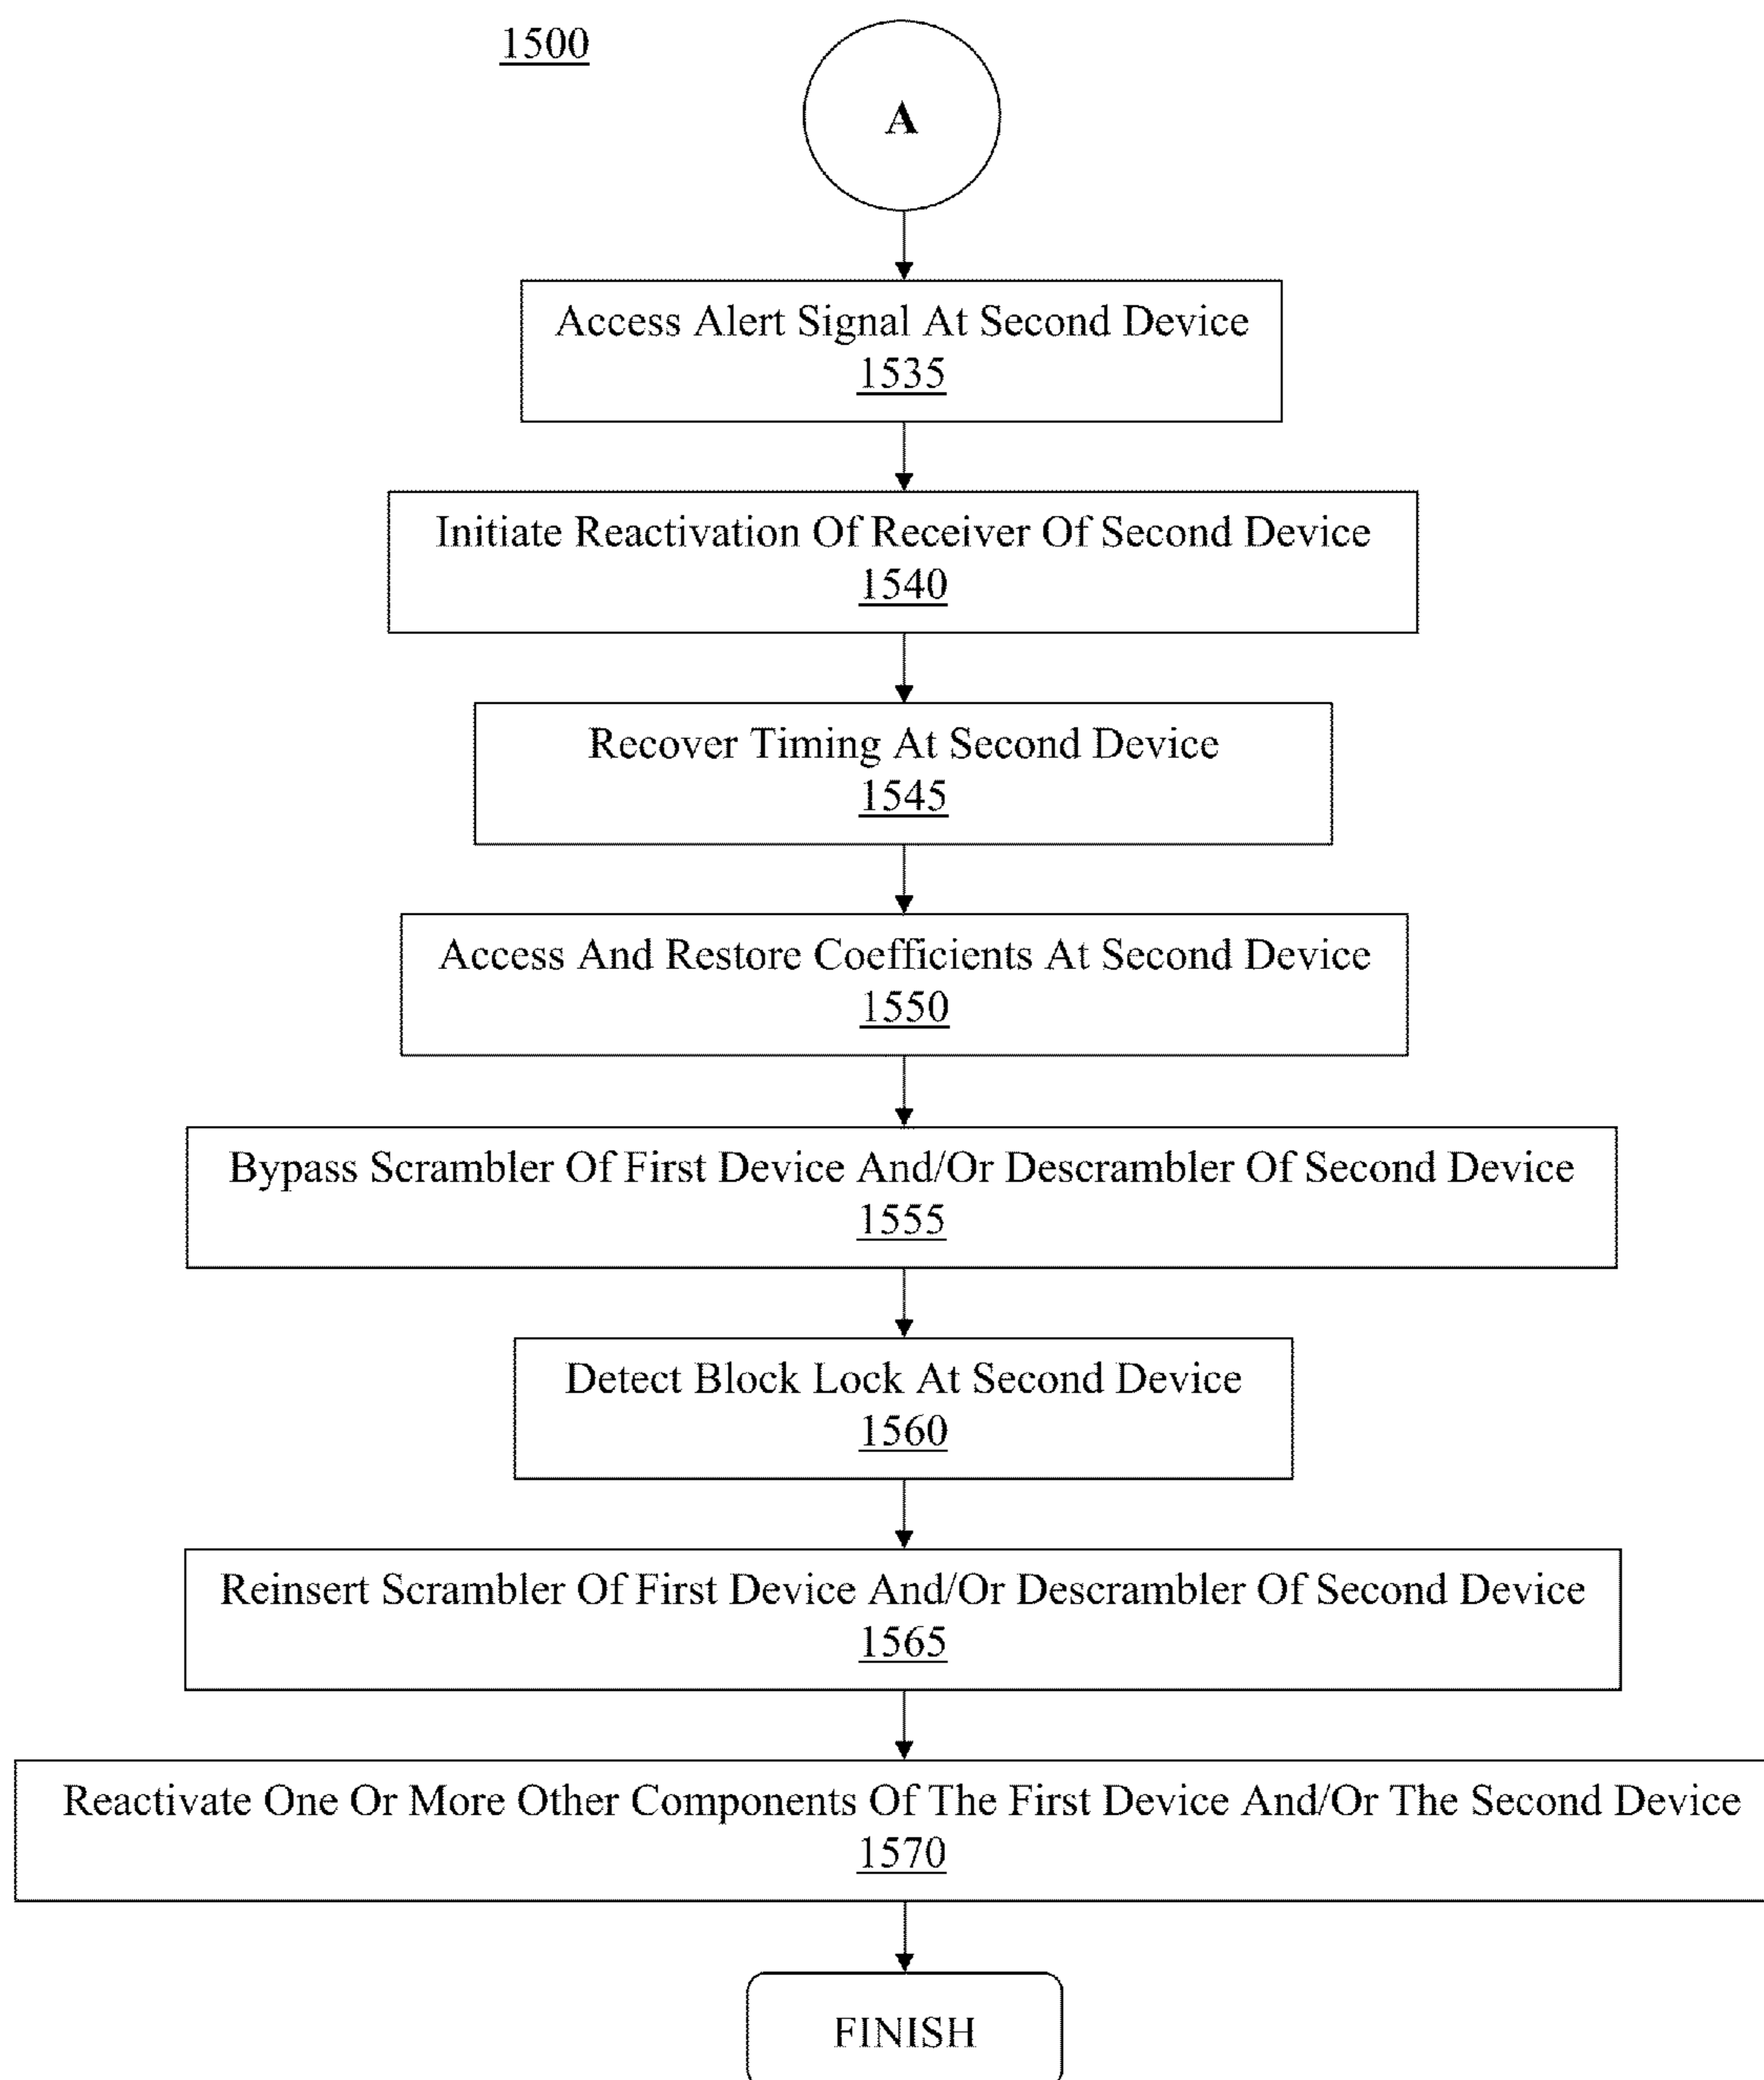 1500
A
Access Alert Signal At Second Device
1535
Initiate Reactivation Of Receiver Of Second Device
1540
Recover Timing At Second Device
1545
Access And Restore Coefficients At Second Device
1550
Bypass Scrambler Of First Device And/Or Descrambler Of Second Device
1555
Detect Block Lock At Second Device
1560
Reinsert Scrambler Of First Device And/Or Descrambler Of Second Device
1565
Reactivate One Or More Other Components Of The First Device And/Or The Second Device
1570
FINISH